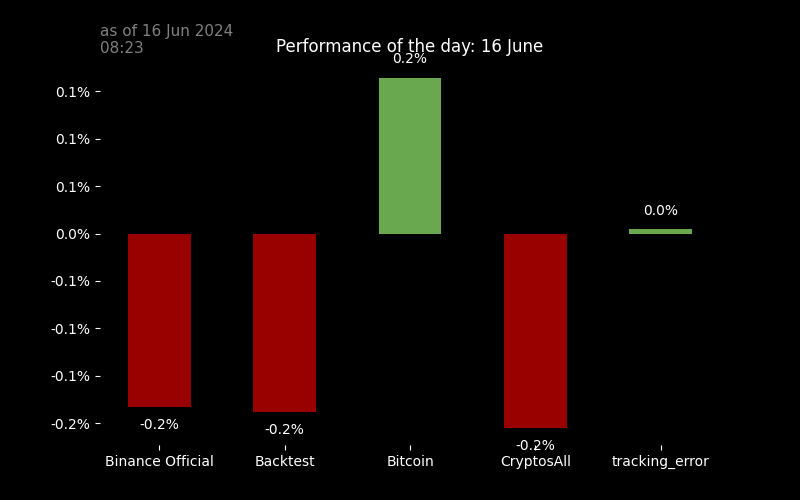 as of 16 Jun 2024
08:23
Performance of the day: 16 June
0.2%
0.1%
0.1%
0.1%
0.0%
0.0%
-0.1%
-0.1%
-0.1%
-0.2%
-0.2%
-0.2%
-0.2%
Binance Official
Backtest
Bitcoin
CryptosAll
tracking_error